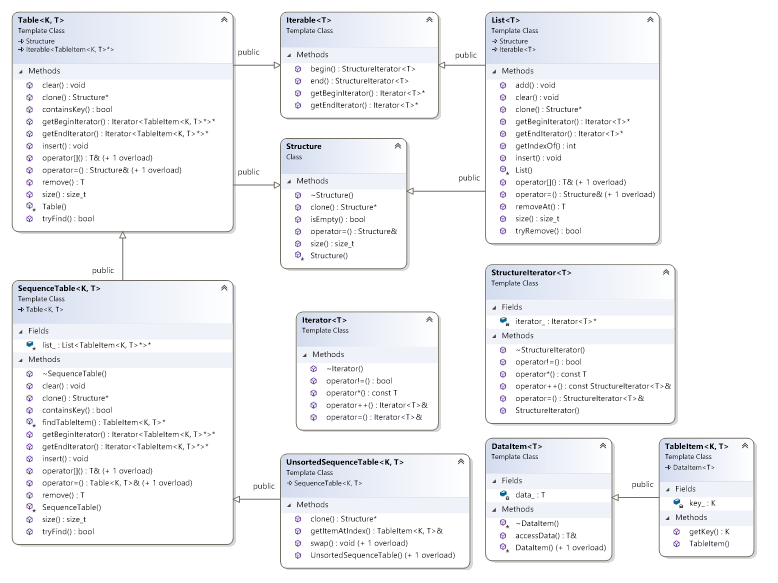 Table<K, T>
Template Class
Structure
Iterable<TableItem<K, T>*>
Methods
clear() : void
clone() : Structure*
containsKey() : bool
getBeginIterator() : Iterator<TableItem<K, T>*>*
getEndIterator() : Iterator<TableItem<K, T>*>*
insert() : void
operator[]() : T& (+ 1 overload)
operator=() : Structure& (+ 1 overload)
remove() : T
size() : size_t
Table()
tryFind() : bool
public
Iterable<T>
Template Class
Methods
begin() : StructureIterator<T>
end() : StructureIterator<T>
getBeginIterator() : Iterator<T>*
getEndIterator() : Iterator<T>*
public
List<T>
Template Class
Structure
Iterable<T>
Methods
add() : void
clear() : void
clone() : Structure*
getBeginIterator() : Iterator<T>*
getEndIterator() : Iterator<T>*
getIndexOf() : int
insert() : void
List()
operator[]() : T& (+ 1 overload)
operator=() : Structure& (+ 1 overload)
removeAt() : T
size() : size_t
tryRemove() : bool
public
Structure
Class
Methods
~Structure()
clone() : Structure*
isEmpty() : bool
operator=() : Structure&
size() : size_t
Structure()
public
public
SequenceTable<K, T>
Template Class
Table<K, T>
Fields
list_ : List<TableItem<K, T>*>*
Methods
~SequenceTable()
clear() : void
clone() : Structure*
containsKey() : bool
findTableItem() : TableItem<K, T>*
getBeginIterator() : Iterator<TableItem<K, T>*>*
getEndIterator() : Iterator<TableItem<K, T>*>*
insert() : void
operator[]() : T& (+ 1 overload)
operator=() : Table<K, T>& (+ 1 overload)
remove() : T
SequenceTable()
size() : size_t
tryFind() : bool
Iterator<T>
Template Class
Methods
~Iterator()
operator!=() : bool
operator*() : const T
operator++() : Iterator<T>&
operator=() : Iterator<T>&
StructureIterator<T>
Template Class
Fields
iterator_ : Iterator<T>*
Methods
~StructureIterator()
operator!=() : bool
operator*() : const T
operator++() : const StructureIterator<T>&
operator=() : StructureIterator<T>&
StructureIterator()
public
UnsortedSequenceTable<K, T>
Template Class
SequenceTable<K, T>
Methods
clone() : Structure*
getItemAtIndex() : TableItem<K, T>&
swap() : void (+ 1 overload)
UnsortedSequenceTable() (+ 1 overload)
DataItem<T>
Template Class
Fields
data_ : T
Methods
~DataItem()
accessData() : T&
DataItem() (+ 1 overload)
public
TableItem<K, T>
Template Class
DataItem<T>
Fields
key_ : K
Methods
getKey() : K
TableItem()